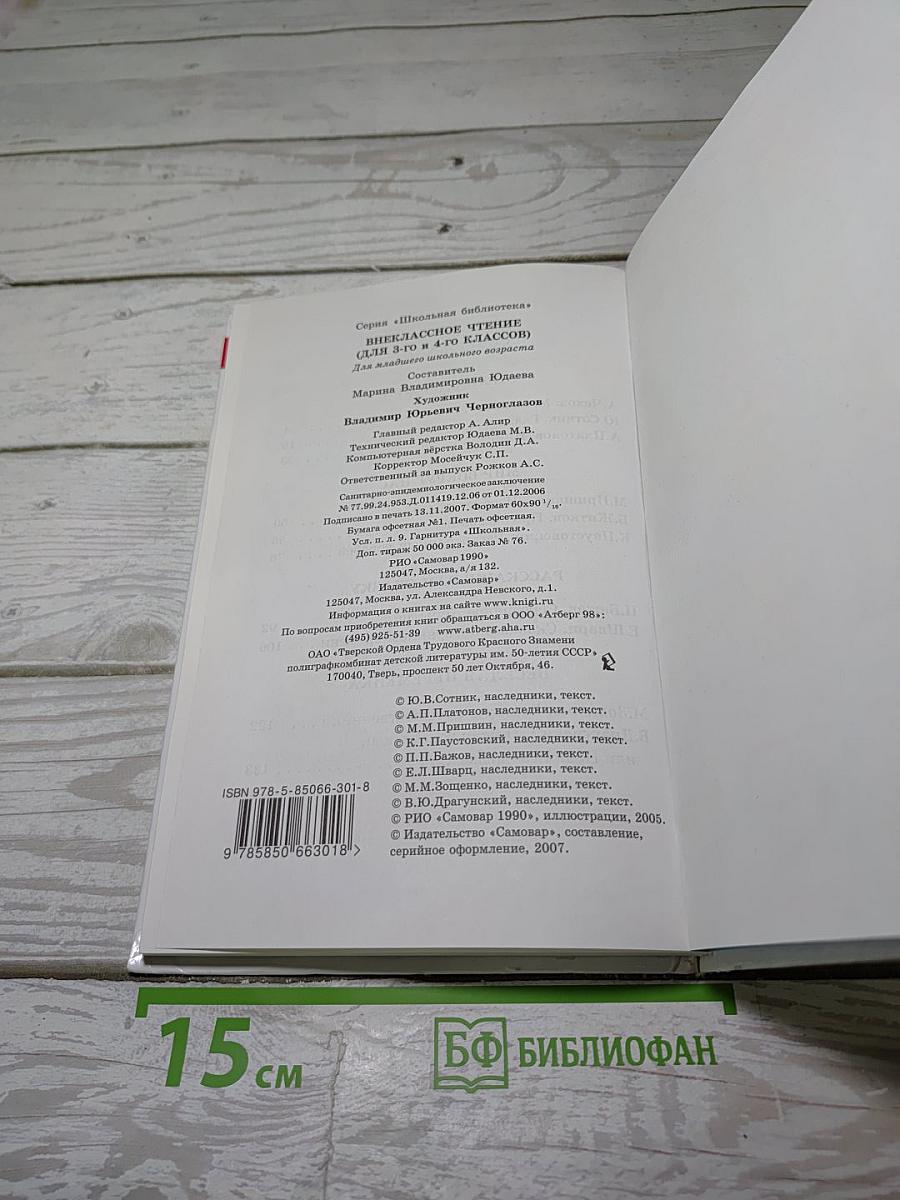 Серия «Школьная библиотека»
ВНЕКЛАССНОЕ ЧТЕНИЕ
(ДЛЯ 3-го и 4-го КЛАССОВ)
Для младшего школьного возраста
Составитель
Марина Владимировна Юдаева
Художник
Владимир Юрьевич Черноглазов
Главный редактор А. Алир
Технический редактор Юдаева М.В.
Компьютерная вёрстка Володин Д.А.
Корректор Мосейчук С.П.
Ответственный за выпуск Рожков А.С.
Санитарно-эпидемиологическое заключение
№ 77.99.24.953.Д.011419.12.06 от 01.12.2006
Подписано в печать 13.11.2007. Формат 60х90 1/16.
Бумага офсетная №1. Печать офсетная.
Усл. п. л. 9. Гарнитура «Школьная».
Доп. тираж 50 000 экз. Заказ № 76.
РИО «Самовар 1990»
125047, Москва, а/я 132.
Издательство «Самовар»
125047, Москва, ул. Александра Невского, д.1.
Информация о книгах на сайте www.knigi.ru
По вопросам приобретения книг обращаться в ООО «Атберг 98»:
(495) 925-51-39 www.atberg.aha.ru
ОАО «Тверской Ордена Трудового Красного Знамени
полиграфкомбинат детской литературы им. 50-летия СССР»
170040, Тверь, проспект 50 лет Октября, 46.
© Ю.В.Сотник, наследники, текст.
© А.П.Платонов, наследники, текст.
© М.М.Пришвин, наследники, текст.
© К.Г.Паустовский, наследники, текст.
© П.П.Бажов, наследники, текст.
© Е.Л.Шварц, наследники, текст.
© М.М.Зощенко, наследники, текст.
© В.Ю.Драгунский, наследники, текст.
© РИО «Самовар 1990», иллюстрации, 2005.
© Издательство «Самовар», составление,
серийное оформление, 2007.
ISBN 978-5-85066-301-8
9 785850 663018 >
15 см
БФ БИБЛИОФАН